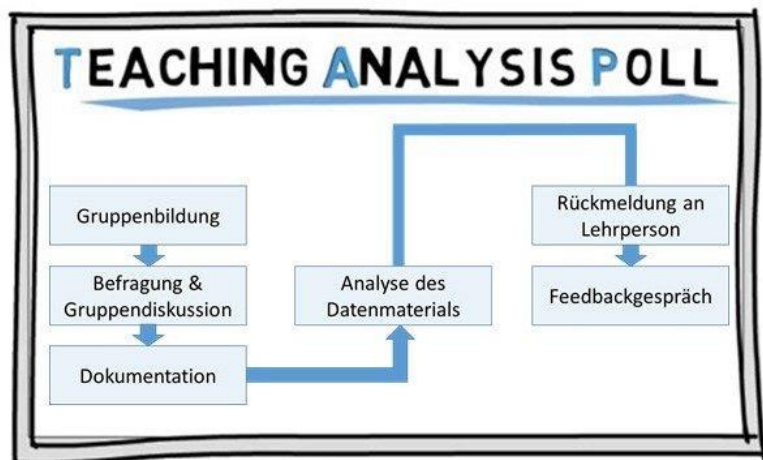 TEACHING ANALYSIS POLL
Gruppenbildung
Befragung &
Gruppendiskussion
Dokumentation
Analyse des
Datenmaterials
Rückmeldung an
Lehrperson
Feedbackgespräch